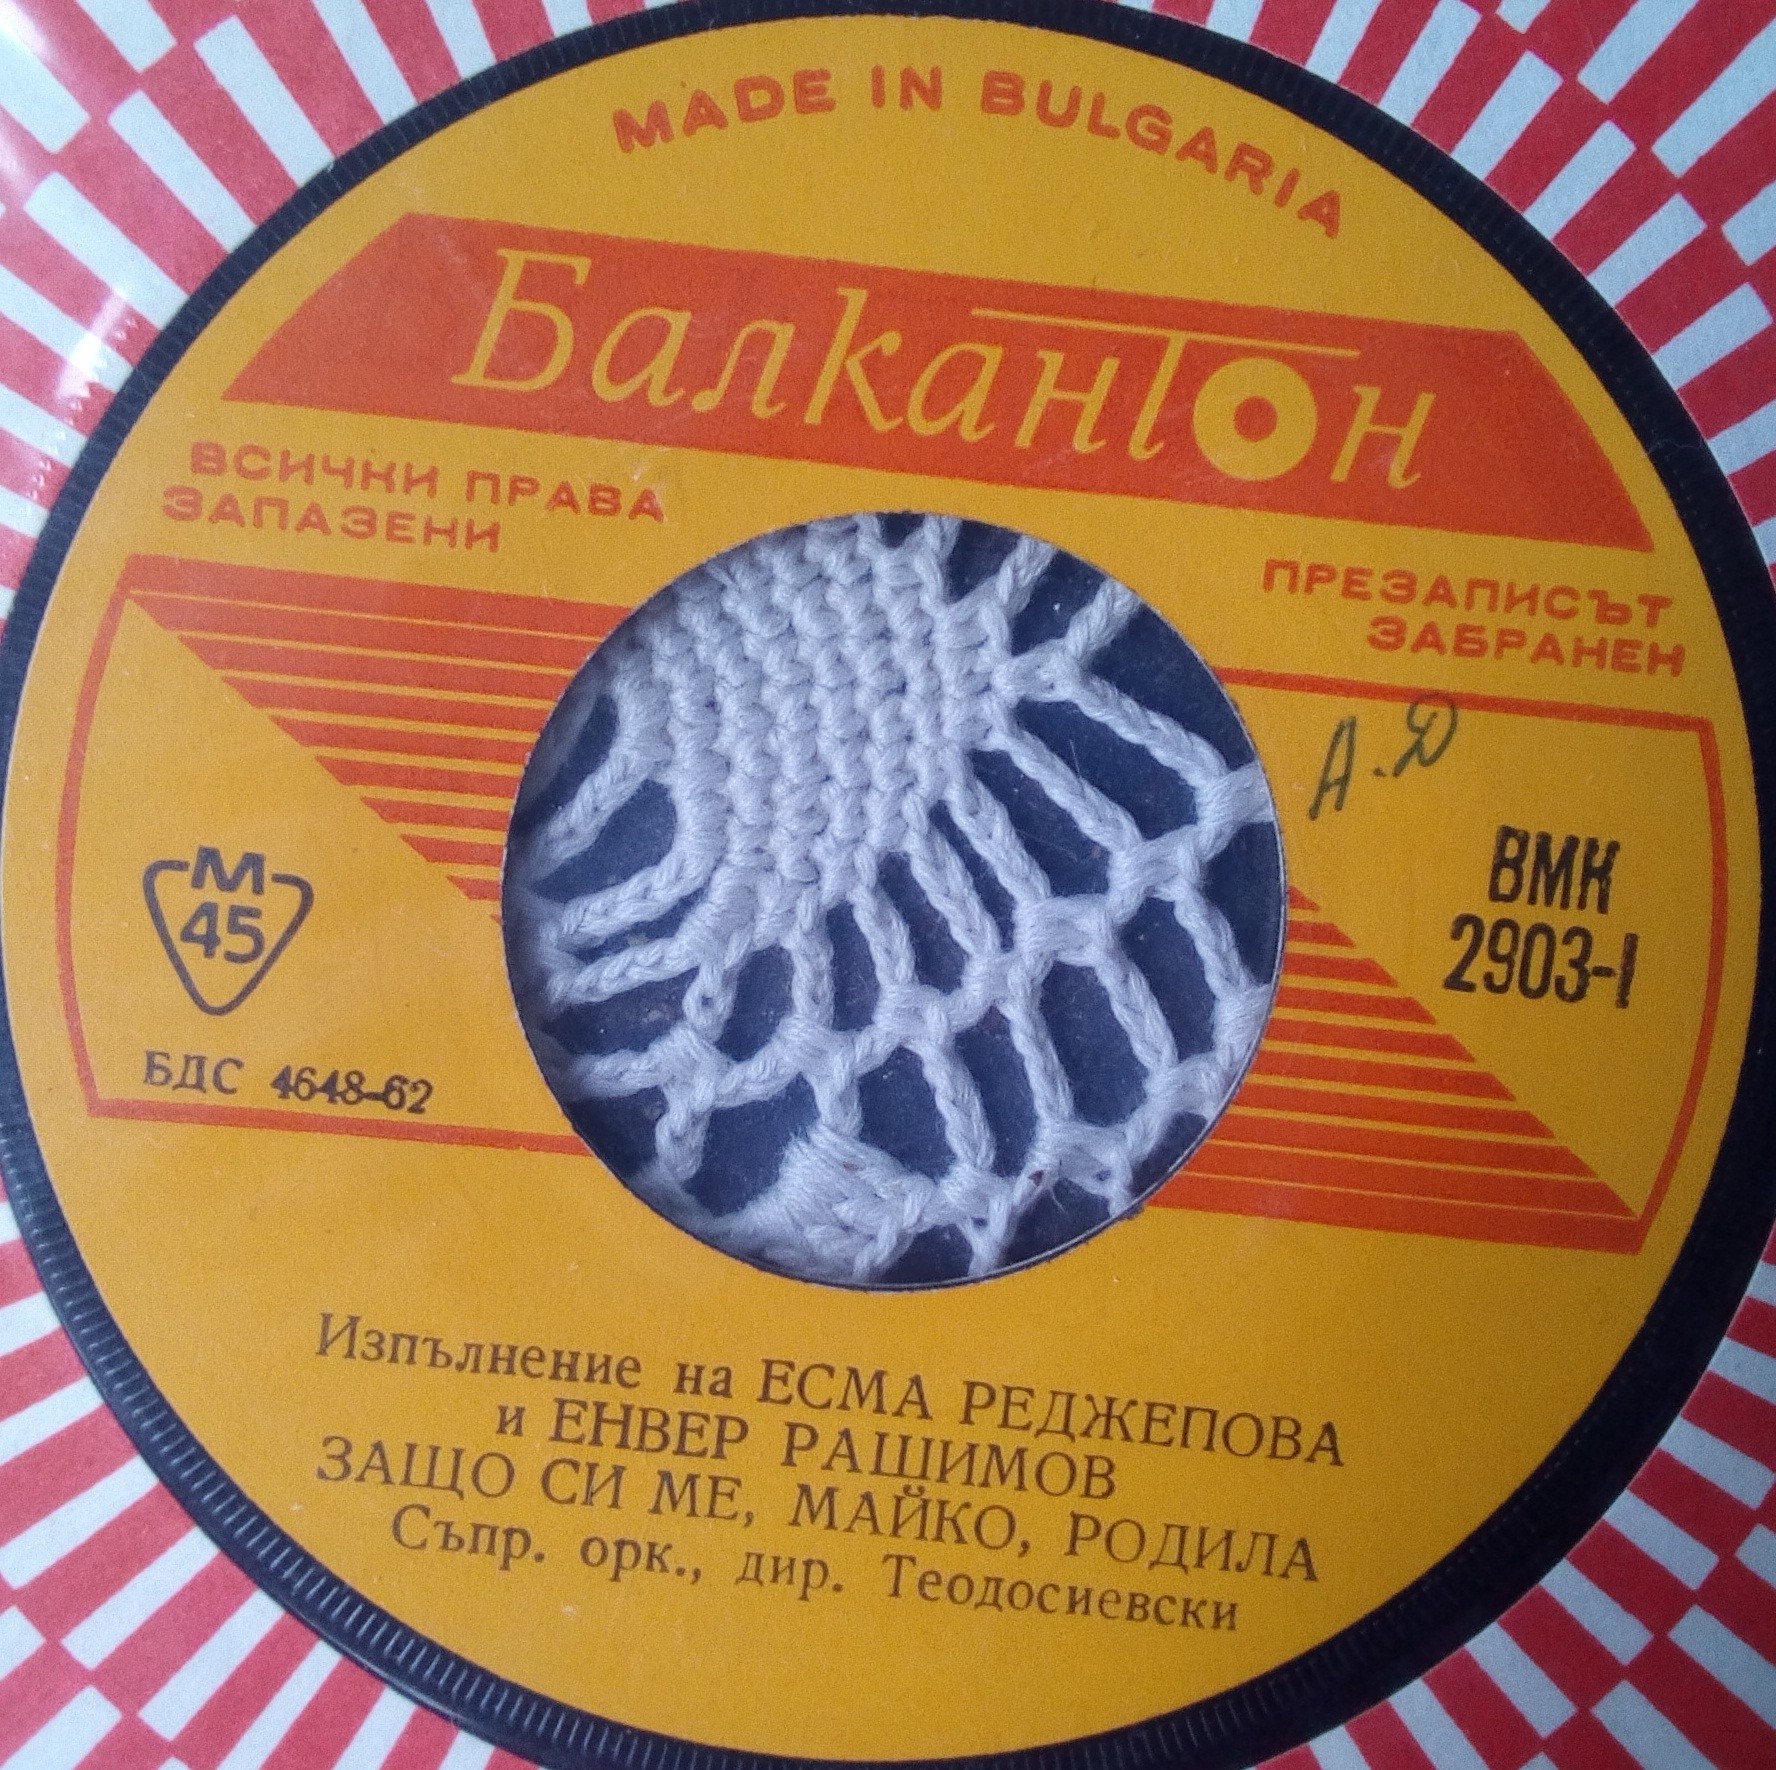 MADE IN BULGARIA
Балкантон
ВСИЧКИ ПРАВА
ЗАПАЗЕНИ
ПРЕЗАПИСЪТ
ЗАБРАНЕН
А.Д
М
45
ВМК
2903-I
БДС 4648-62
Изпълнение на ЕСМА РЕДЖЕПОВА
и ЕНВЕР РАШИМОВ
ЗАЩО СИ МЕ, МАЙКО, РОДИЛА
Съпр. орк., дир. Теодосиевски